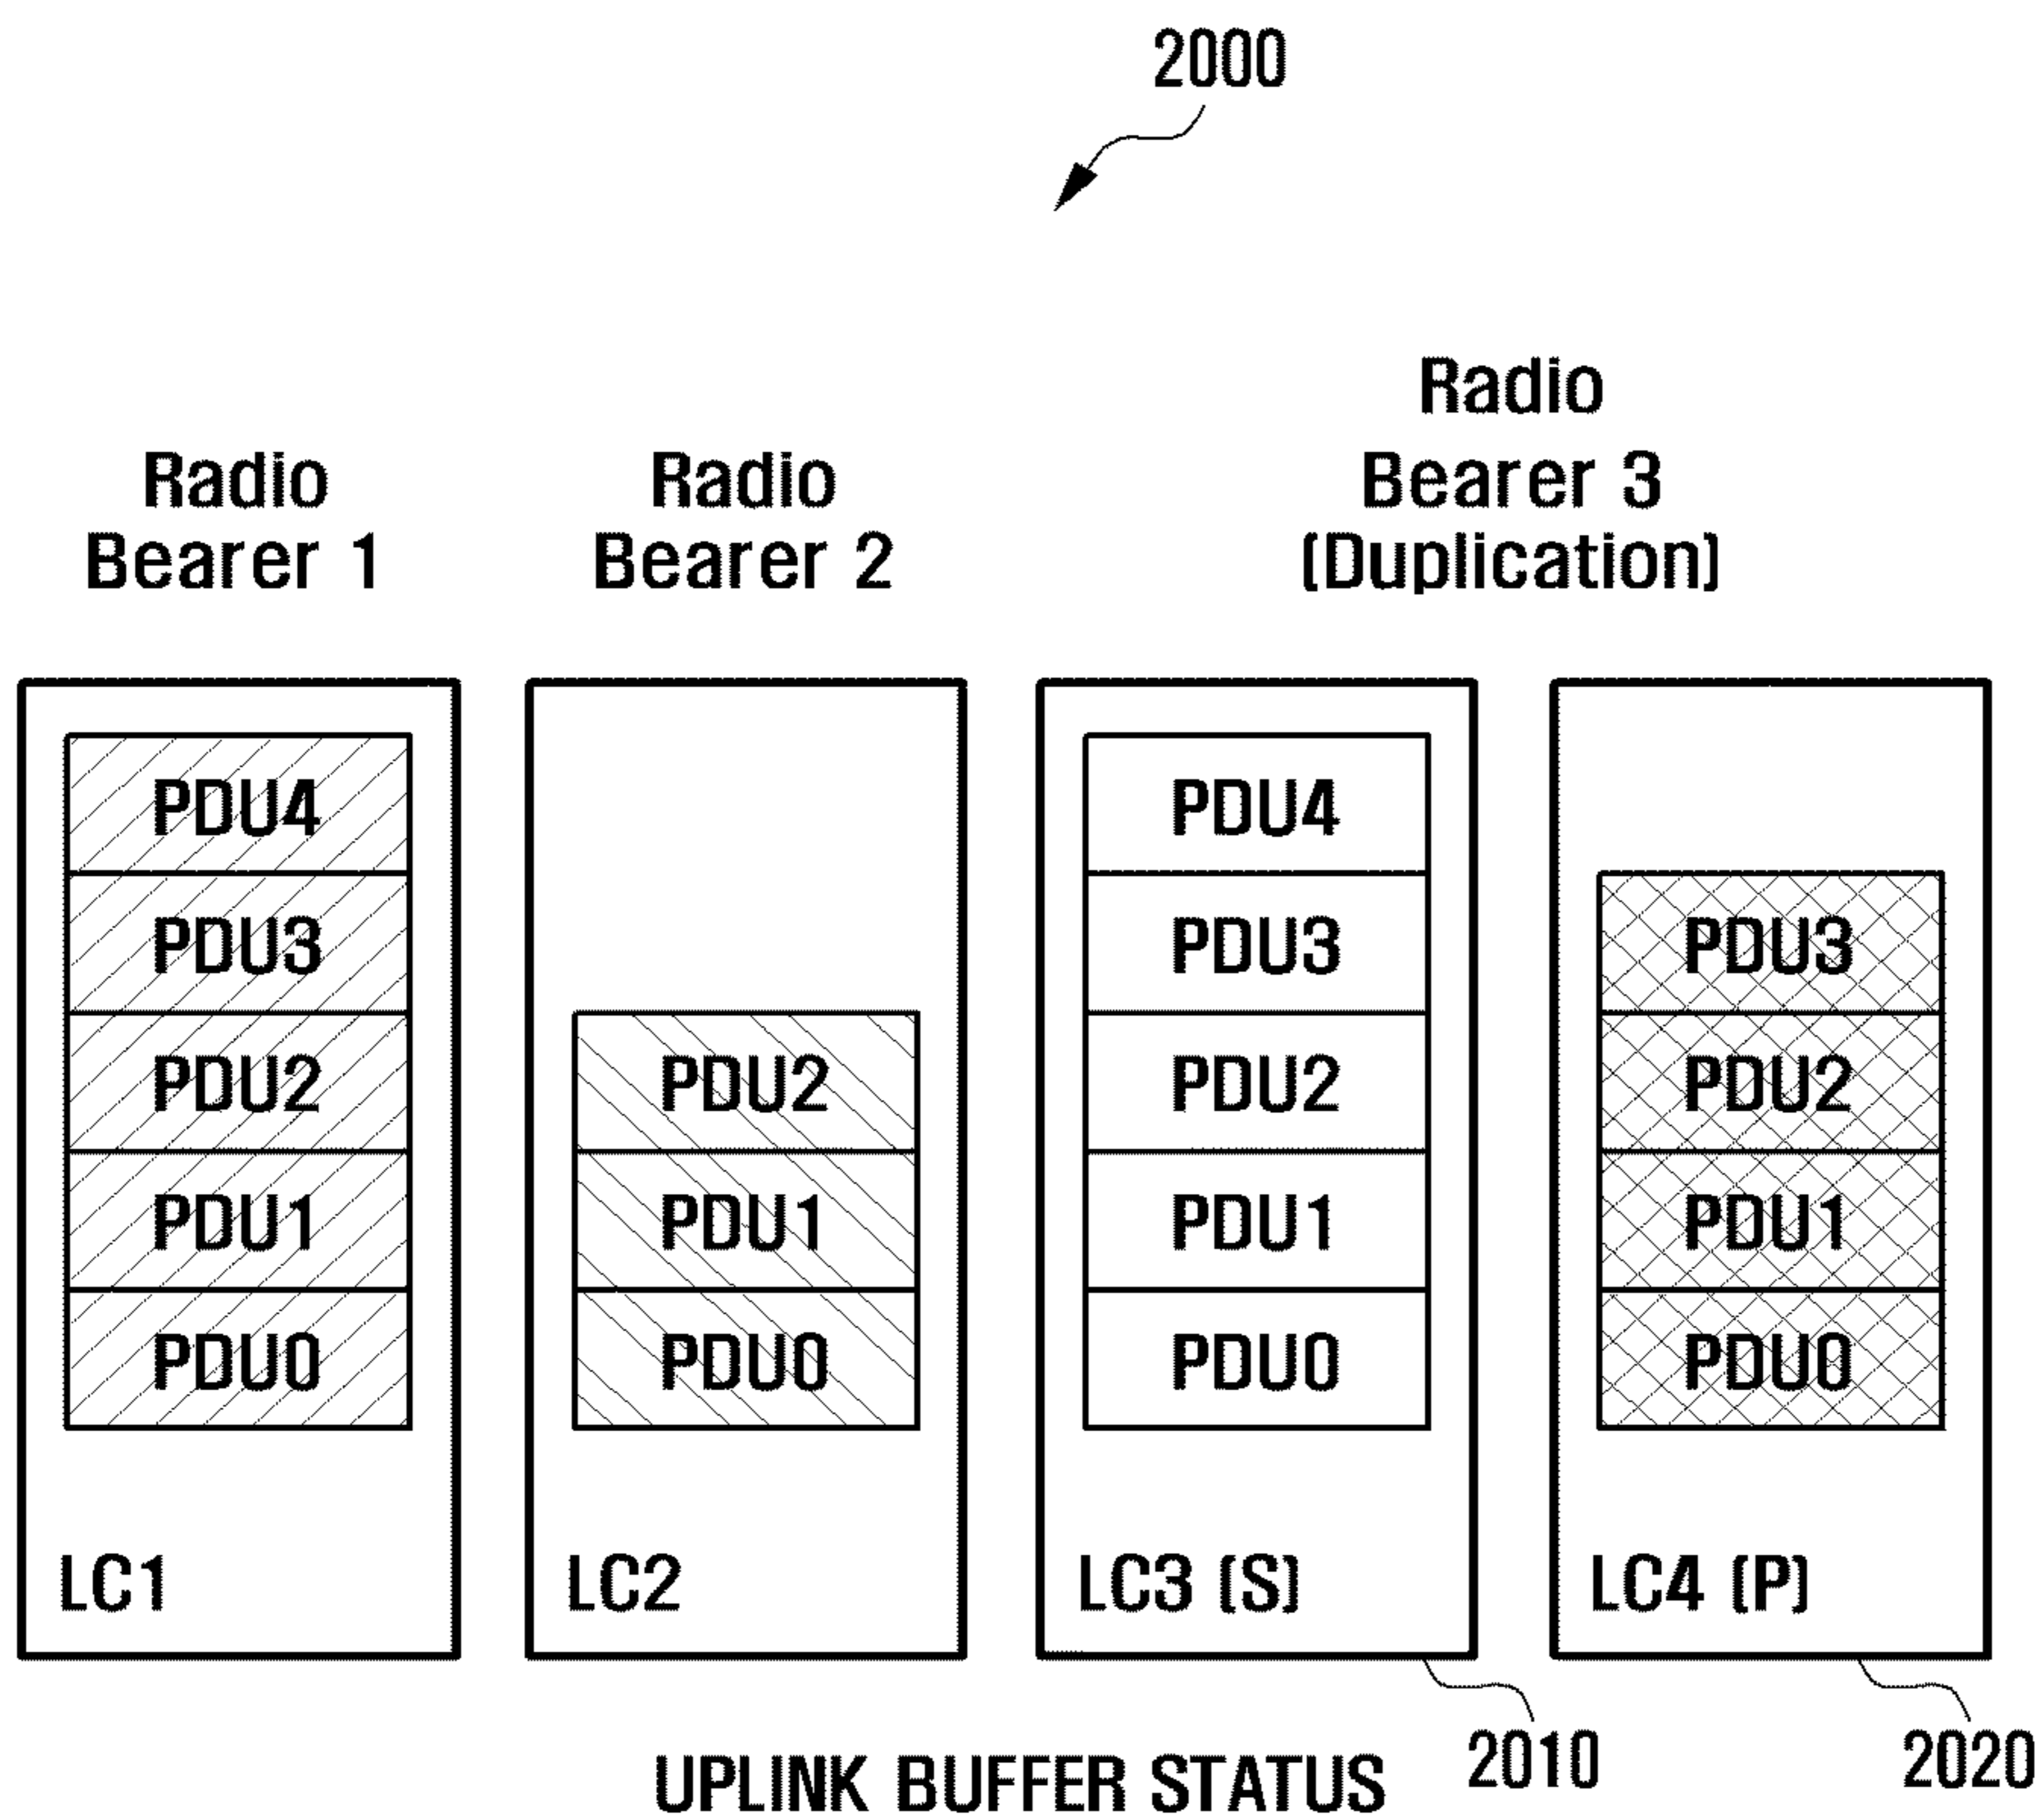 2000
Radio
Bearer 1
Radio
Bearer 2
Radio
Bearer 3
(Duplication)
PDU4
PDU3
PDU2
PDU1
PDU0
LC1
PDU2
PDU1
PDU0
LC2
PDU4
PDU3
PDU2
PDU1
PDU0
LC3 (S)
PDU3
PDU2
PDU1
PDU0
LC4 (P)
2010
2020
UPLINK BUFFER STATUS